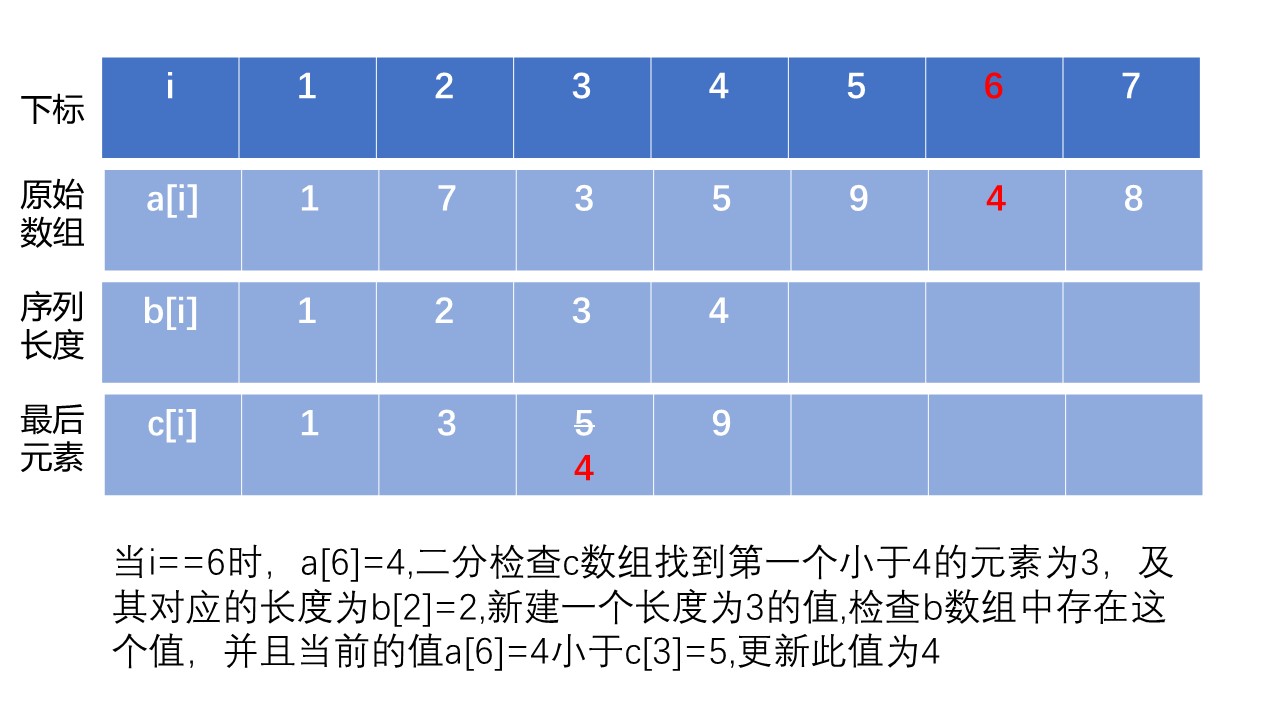 下标 i 1 2 3 4 5 6 7
原始
数组 a[i] 1 7 3 5 9 4 8
序列
长度 b[i] 1 2 3 4
最后
元素 c[i] 1 3 5 9
4
当i==6时，a[6]=4,二分检查c数组找到第一个小于4的元素为3，及
其对应的长度为b[2]=2,新建一个长度为3的值,检查b数组中存在这
个值，并且当前的值a[6]=4小于c[3]=5,更新此值为4